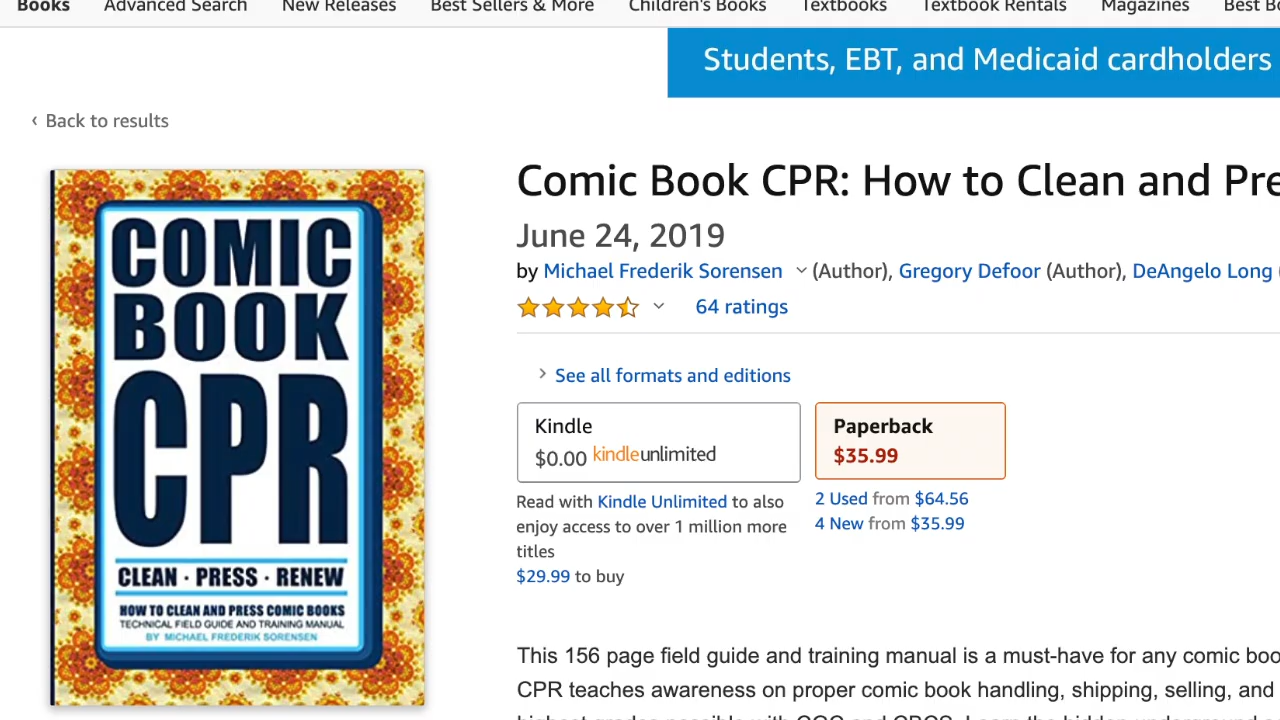 Books Advanced Search New Releases Best Sellers & More Children's Books Textbooks Textbook Rentals Magazines Best Bo
Students, EBT, and Medicaid cardholders
‹ Back to results
COMIC
BOOK
CPR
CLEAN · PRESS · RENEW
HOW TO CLEAN AND PRESS COMIC BOOKS
TECHNICAL FIELD GUIDE AND TRAINING MANUAL
BY MICHAEL FREDERIK SORENSEN
Comic Book CPR: How to Clean and Pre
June 24, 2019
by Michael Frederik Sorensen (Author), Gregory Defoor (Author), DeAngelo Long (
64 ratings
› See all formats and editions
Kindle
$0.00 kindleunlimited
Read with Kindle Unlimited to also
enjoy access to over 1 million more
titles
$29.99 to buy
Paperback
$35.99
2 Used from $64.56
4 New from $35.99
This 156 page field guide and training manual is a must-have for any comic boo
CPR teaches awareness on proper comic book handling, shipping, selling, and